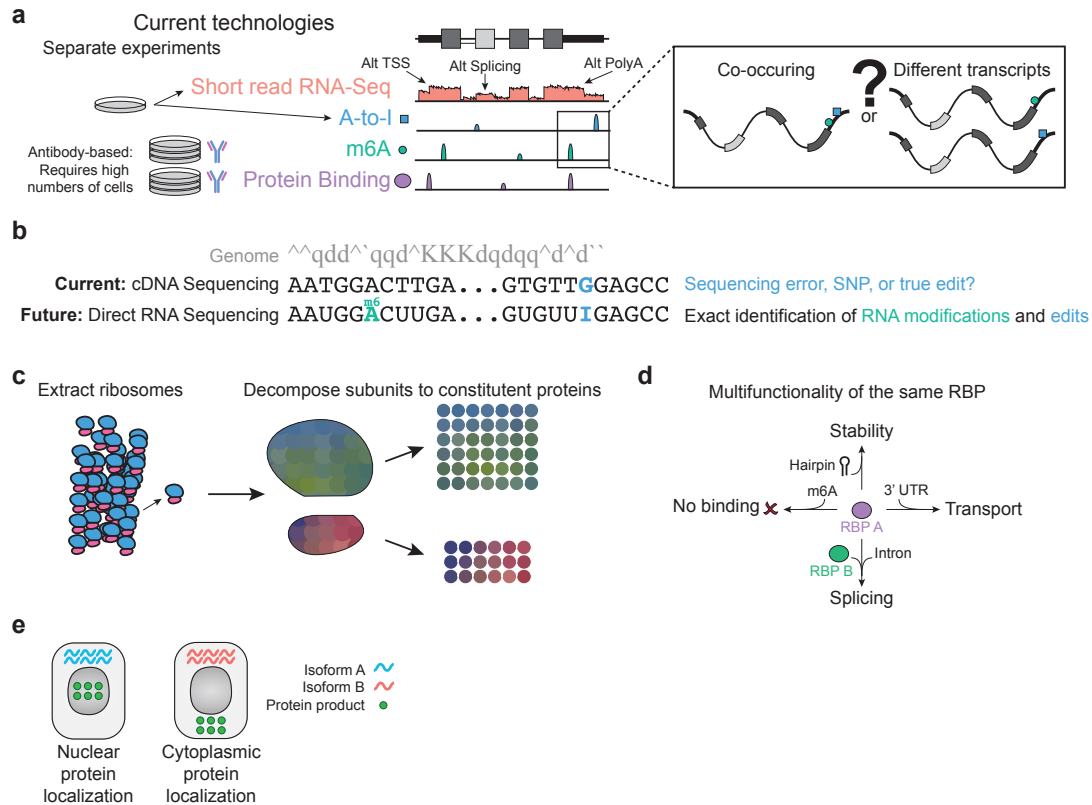 a
Current technologies
Separate experiments
Alt TSS
Alt Splicing
Alt PolyA
Short read RNA-Seq
A-to-I
m6A
Protein Binding
Antibody-based:
Requires high
numbers of cells
Co-occuring
?
or
Different transcripts
b
Genome ^^qdd^`qqd^KKKdqdqq^d^d``
Current: cDNA Sequencing AATGGACTTGA...GTGTTGGAGCC Sequencing error, SNP, or true edit?
m6
Future: Direct RNA Sequencing AAUGGACUUGA...GUGUUIGAGCC Exact identification of RNA modifications and edits
c
Extract ribosomes
Decompose subunits to constitutent proteins
d
Multifunctionality of the same RBP
Stability
Hairpin
No binding
m6A
3' UTR
Transport
RBP A
RBP B
Intron
Splicing
e
Isoform A
Isoform B
Protein product
Nuclear
protein
localization
Cytoplasmic
protein
localization